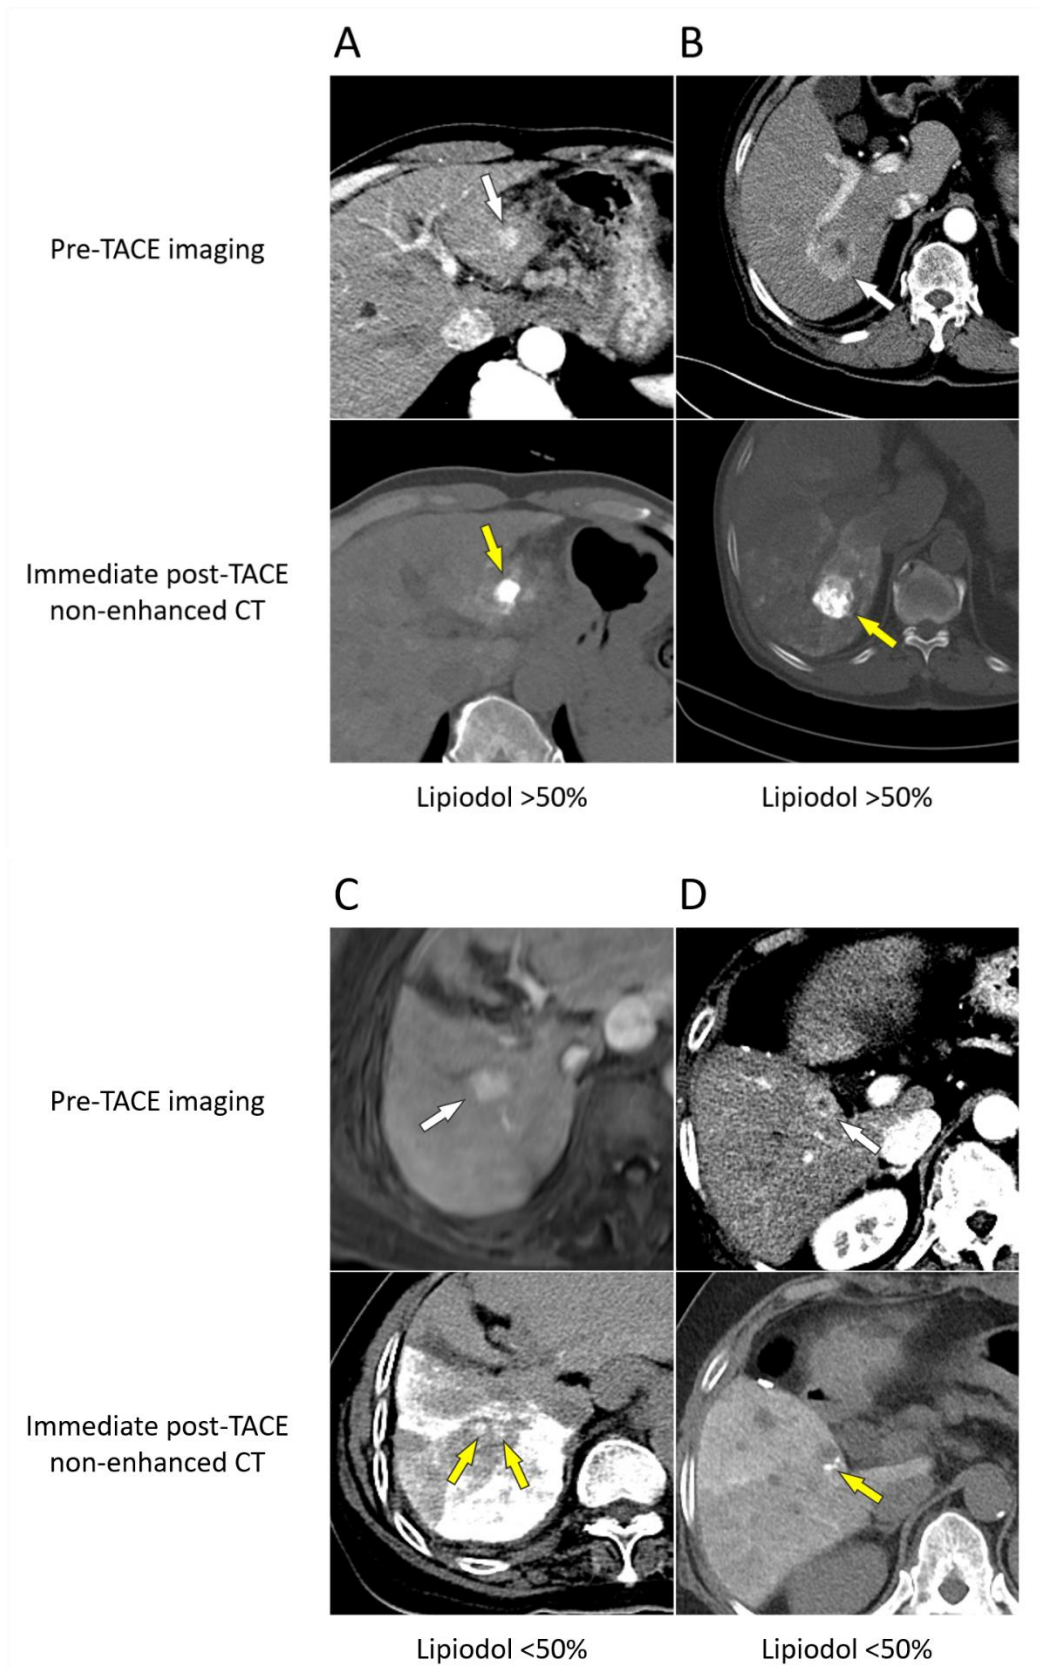 A
B
Pre-TACE imaging
Immediate post-TACE
non-enhanced CT
Lipiodol >50%
Lipiodol >50%
C
D
Pre-TACE imaging
Immediate post-TACE
non-enhanced CT
Lipiodol <50%
Lipiodol <50%